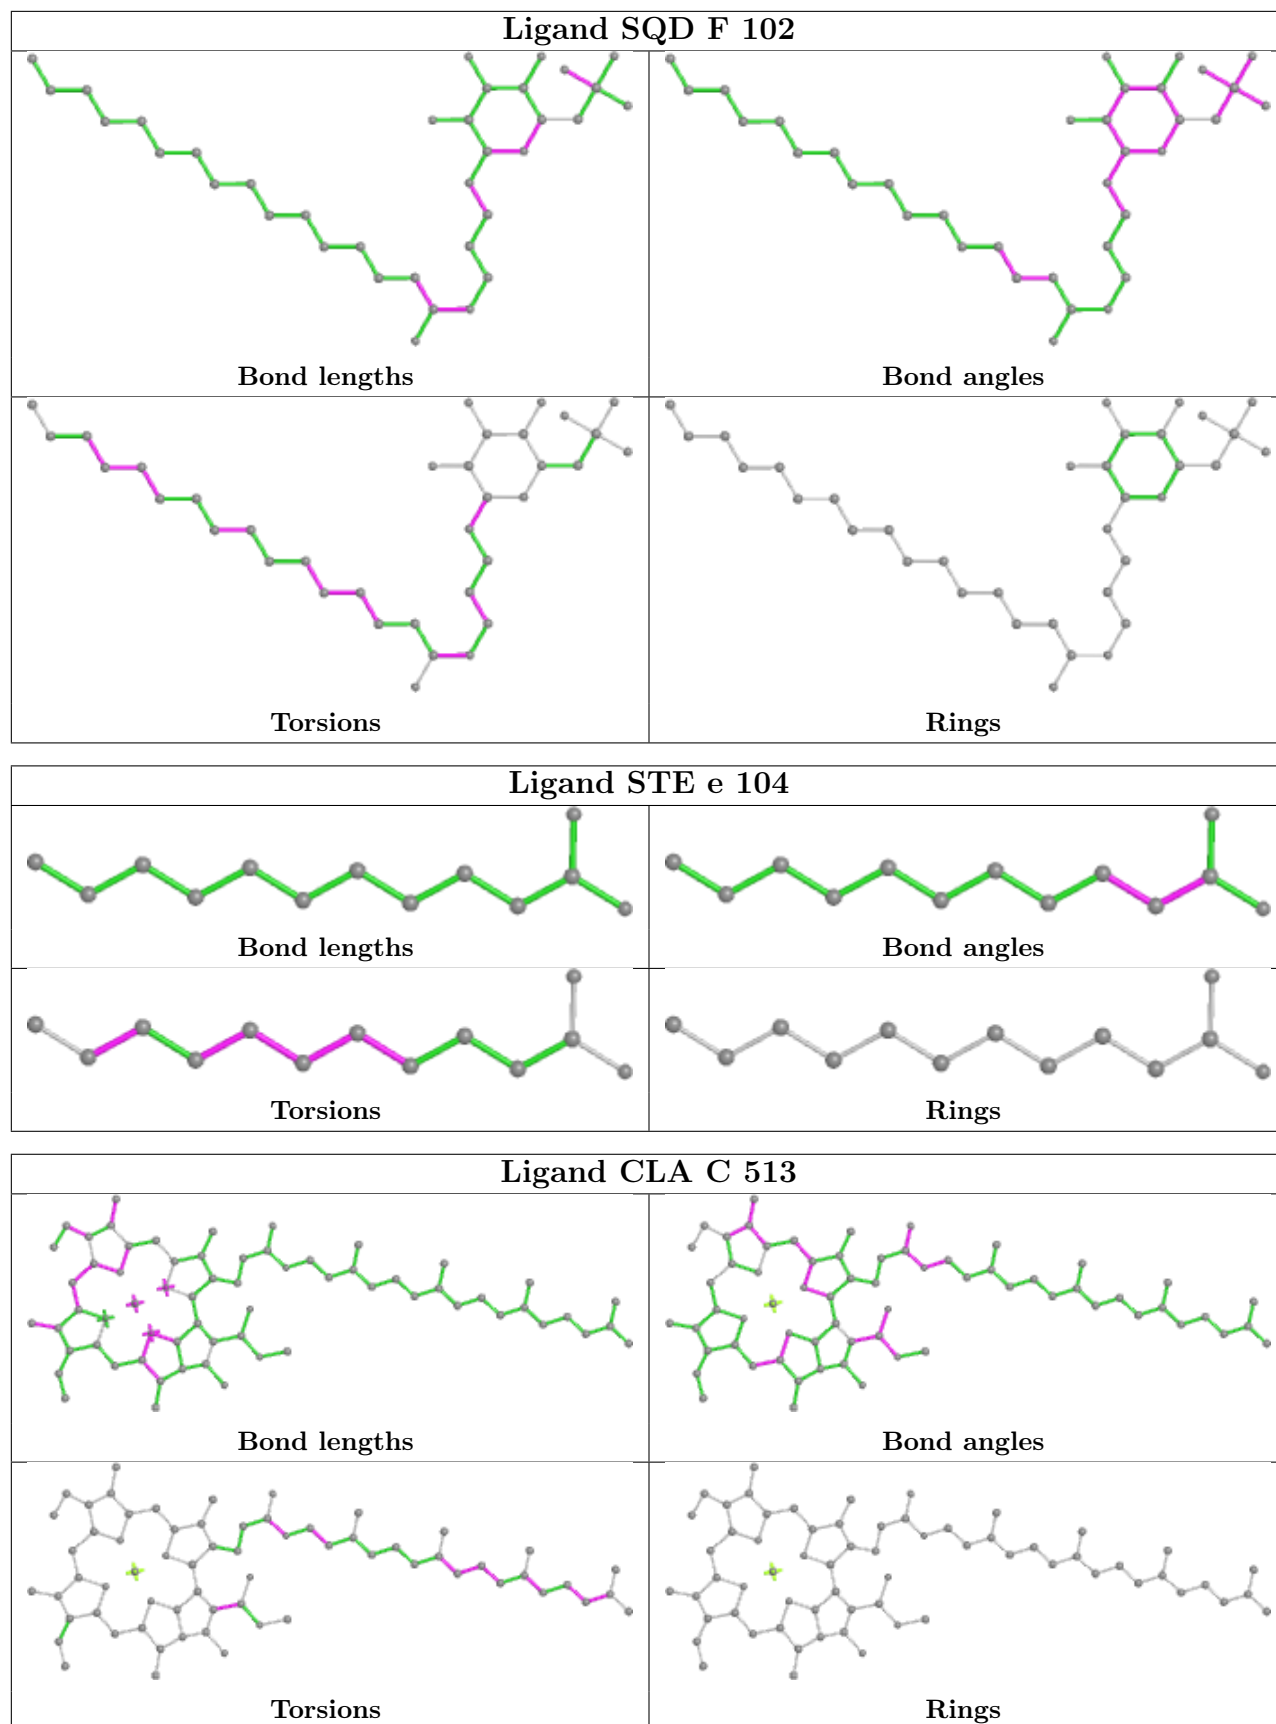 Ligand SQD F 102
Bond lengths
Bond angles
Torsions
Rings
Ligand STE e 104
Bond lengths
Bond angles
Torsions
Rings
Ligand CLA C 513
Bond lengths
Bond angles
Torsions
Rings